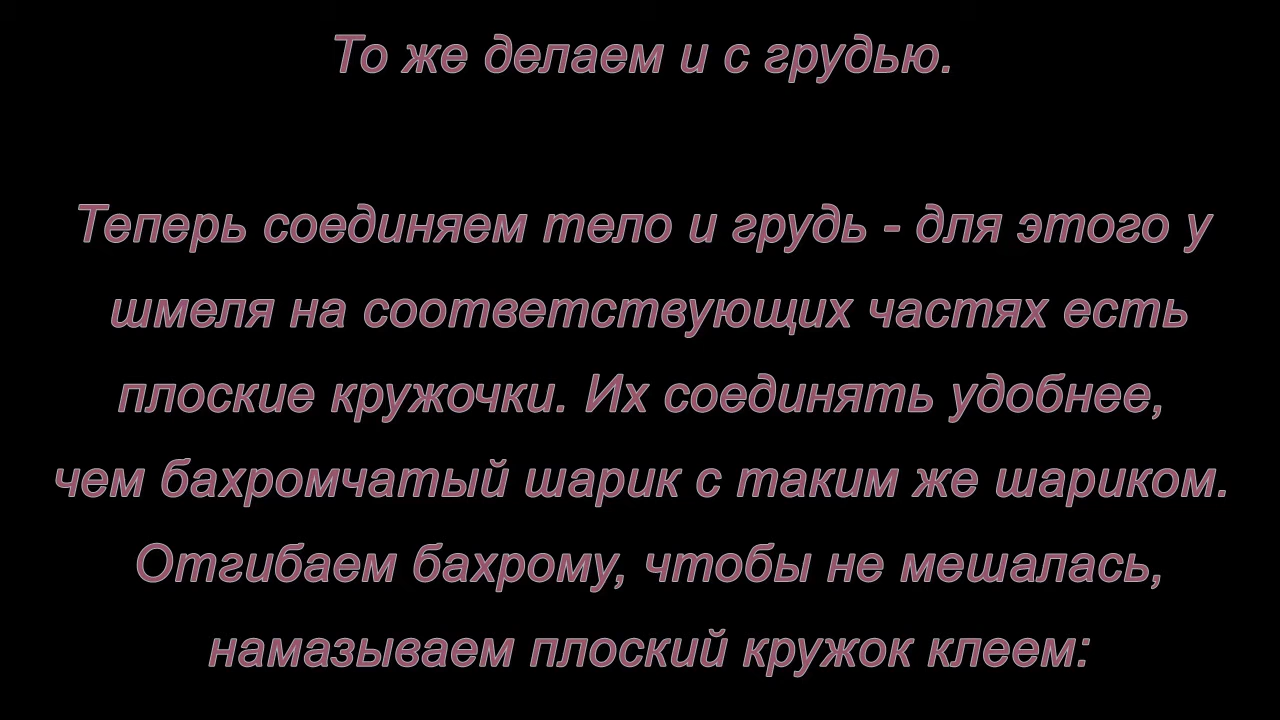 То же делаем и с грудью.
Теперь соединяем тело и грудь - для этого у
шмеля на соответствующих частях есть
плоские кружочки. Их соединять удобнее,
чем бахромчатый шарик с таким же шариком.
Отгибаем бахрому, чтобы не мешалась,
намазываем плоский кружок клеем: